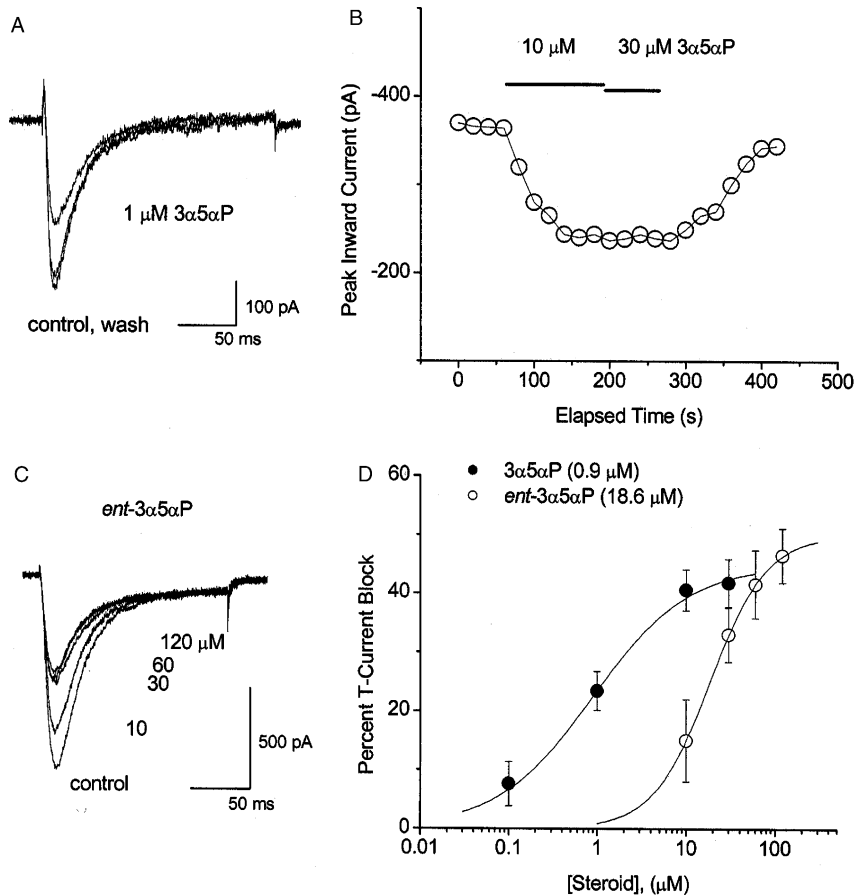 A
1 μM 3α5αP
control, wash
100 pA
50 ms
B
10 μM
30 μM 3α5αP
Peak Inward Current (pA)
-400
-200
0
100
200
300
400
500
Elapsed Time (s)
C
ent-3α5αP
120 μM
60
30
10
control
500 pA
50 ms
D
3α5αP (0.9 μM)
ent-3α5αP (18.6 μM)
Percent T-Current Block
60
40
20
0
0.01
0.1
1
10
100
[Steroid], (μM)